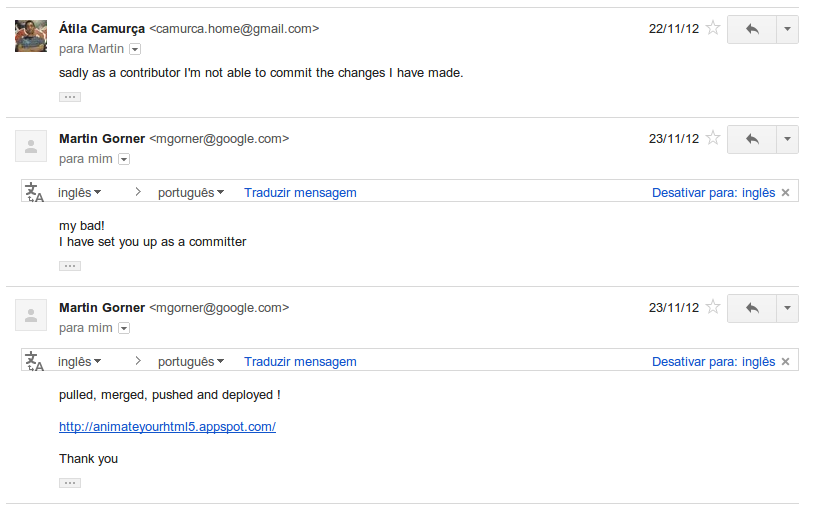 Átila Camurça <camurca.home@gmail.com> 22/11/12
para Martin
sadly as a contributor I'm not able to commit the changes I have made.
Martin Gorner <mgorner@google.com> 23/11/12
para mim
inglês > português Traduzir mensagem Desativar para: inglês ×
my bad!
I have set you up as a committer
Martin Gorner <mgorner@google.com> 23/11/12
para mim
inglês > português Traduzir mensagem Desativar para: inglês ×
pulled, merged, pushed and deployed !
http://animateyourhtml5.appspot.com/
Thank you